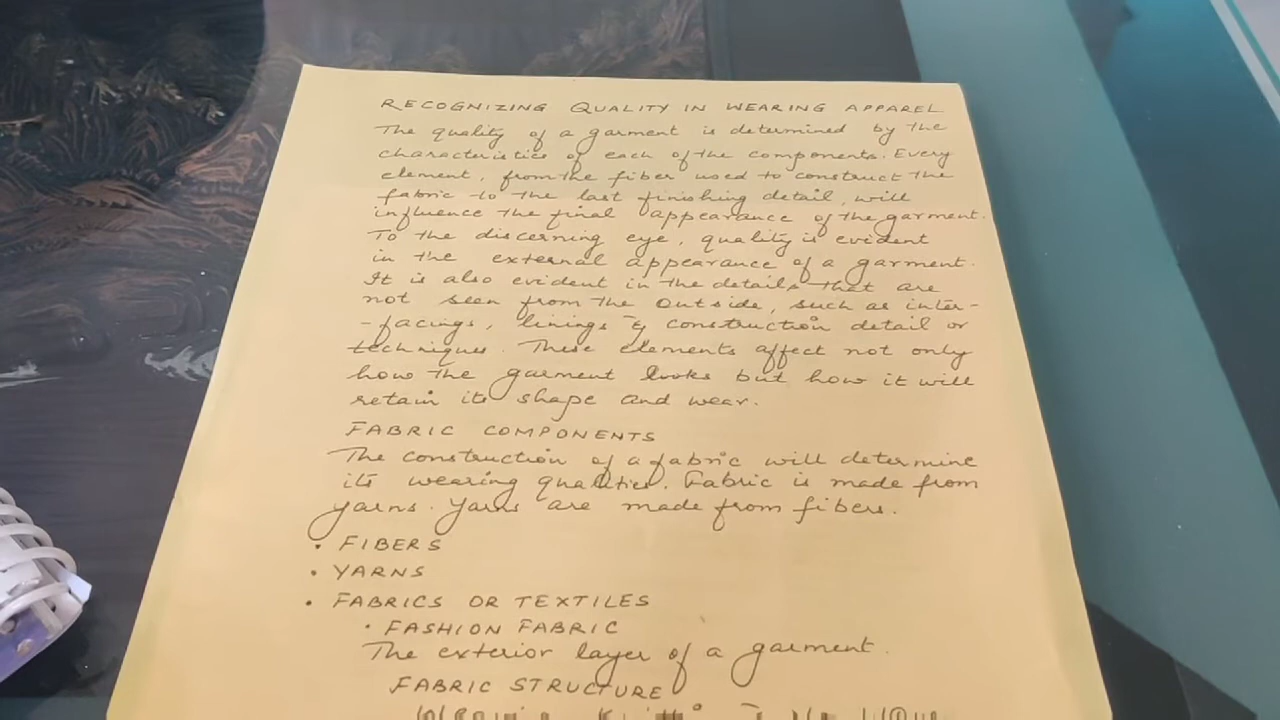 RECOGNIZING QUALITY IN WEARING APPAREL
The quality of a garment is determined by the
characteristics of each of the components. Every
element, from the fiber used to construct the
fabric to the last finishing detail, will
influence the final appearance of the garment.
To the discerning eye, quality is evident
in the external appearance of a garment.
It is also evident in the details that are
not seen from the outside, such as inter-
-facings, linings & construction detail or
techniques. These elements affect not only
how the garment looks but how it will
retain its shape and wear.
FABRIC COMPONENTS
The construction of a fabric will determine
its wearing qualities. Fabric is made from
yarns. Yarns are made from fibers.
• FIBERS
• YARNS
• FABRICS OR TEXTILES
• FASHION FABRIC
The exterior layer of a garment.
FABRIC STRUCTURE